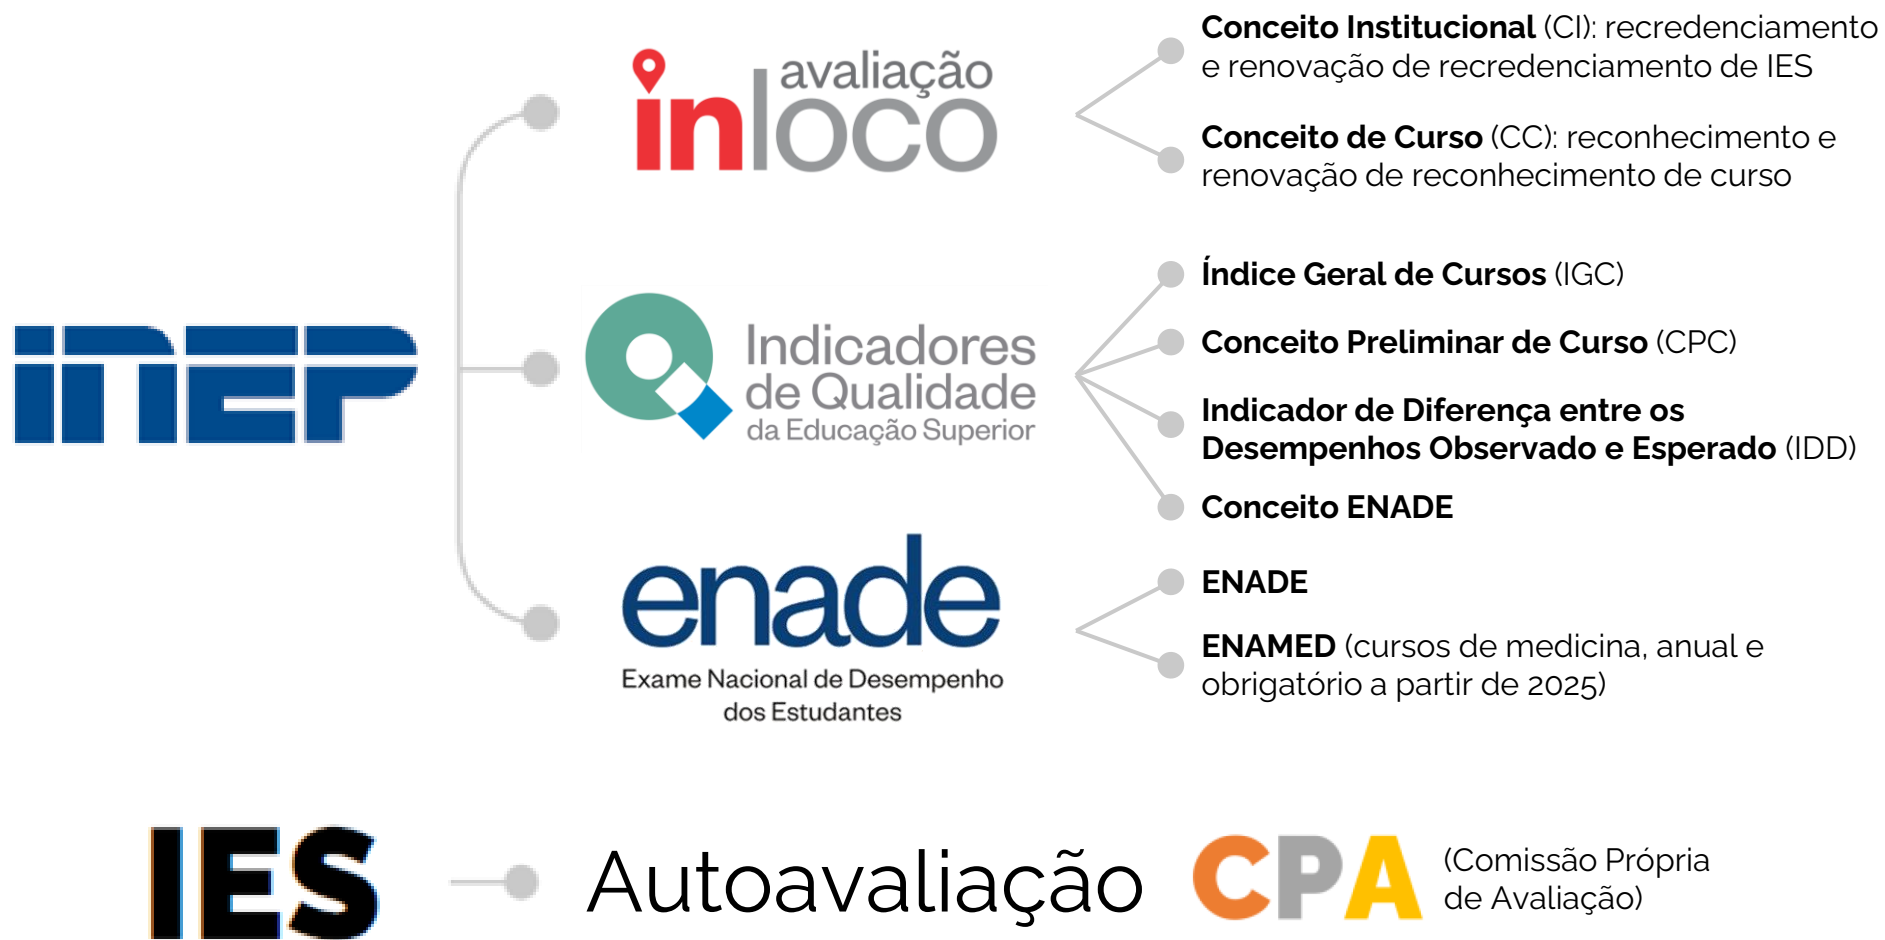 inep
avaliação
inloco
Conceito Institucional (CI): recredenciamento
e renovação de recredenciamento de IES
Conceito de Curso (CC): reconhecimento e
renovação de reconhecimento de curso
Indicadores
de Qualidade
da Educação Superior
Índice Geral de Cursos (IGC)
Conceito Preliminar de Curso (CPC)
Indicador de Diferença entre os
Desempenhos Observado e Esperado (IDD)
Conceito ENADE
enade
Exame Nacional de Desempenho
dos Estudantes
ENADE
ENAMED (cursos de medicina, anual e
obrigatório a partir de 2025)
IES
Autoavaliação
CPA
(Comissão Própria
de Avaliação)